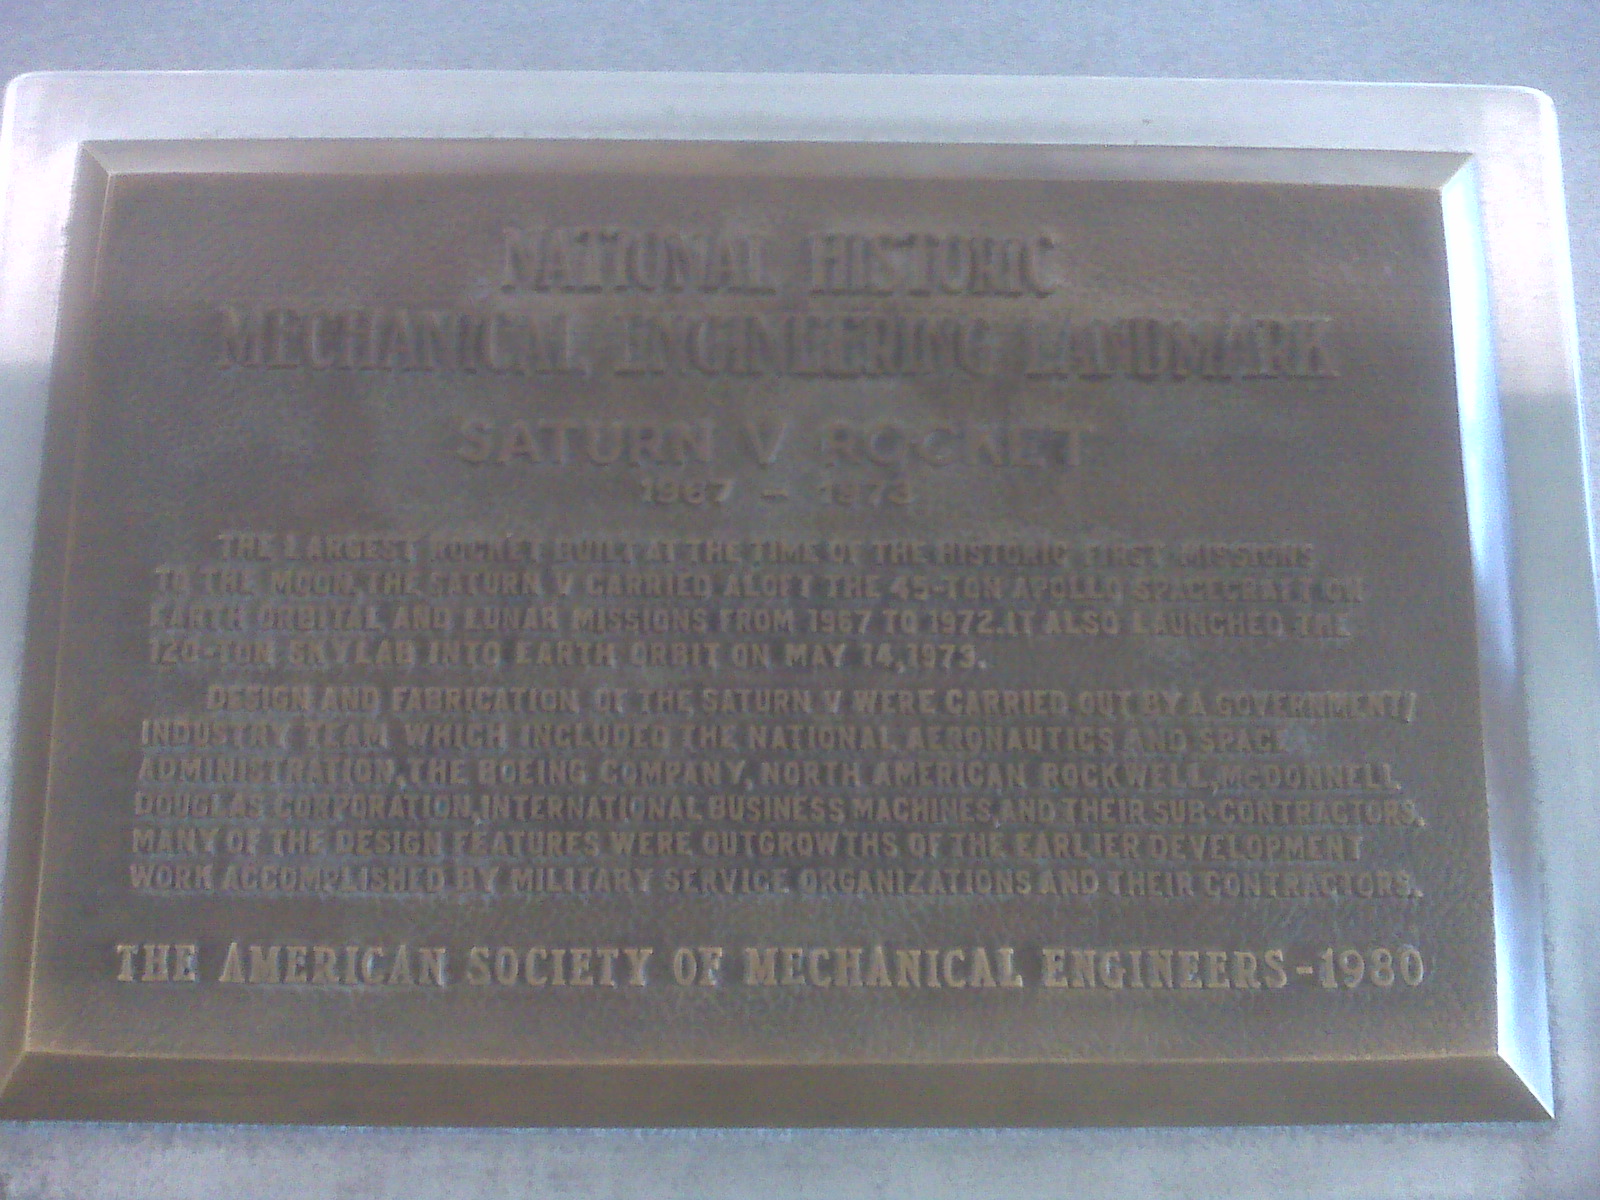 NATIONAL HISTORIC
MECHANICAL ENGINEERING LANDMARK
SATURN V ROCKET
1967 - 1973
THE LARGEST ROCKET BUILT AT THE TIME OF THE HISTORIC FIRST MISSIONS
TO THE MOON, THE SATURN V CARRIED ALOFT THE 45-TON APOLLO SPACECRAFT ON
EARTH ORBITAL AND LUNAR MISSIONS FROM 1967 TO 1972. IT ALSO LAUNCHED THE
120-TON SKYLAB INTO EARTH ORBIT ON MAY 14, 1973.
DESIGN AND FABRICATION OF THE SATURN V WERE CARRIED OUT BY A GOVERNMENT/
INDUSTRY TEAM WHICH INCLUDED THE NATIONAL AERONAUTICS AND SPACE
ADMINISTRATION, THE BOEING COMPANY, NORTH AMERICAN ROCKWELL, MCDONNELL
DOUGLAS CORPORATION, INTERNATIONAL BUSINESS MACHINES, AND THEIR SUB-CONTRACTORS.
MANY OF THE DESIGN FEATURES WERE OUTGROWTHS OF THE EARLIER DEVELOPMENT
WORK ACCOMPLISHED BY MILITARY SERVICE ORGANIZATIONS AND THEIR CONTRACTORS.
THE AMERICAN SOCIETY OF MECHANICAL ENGINEERS-1980